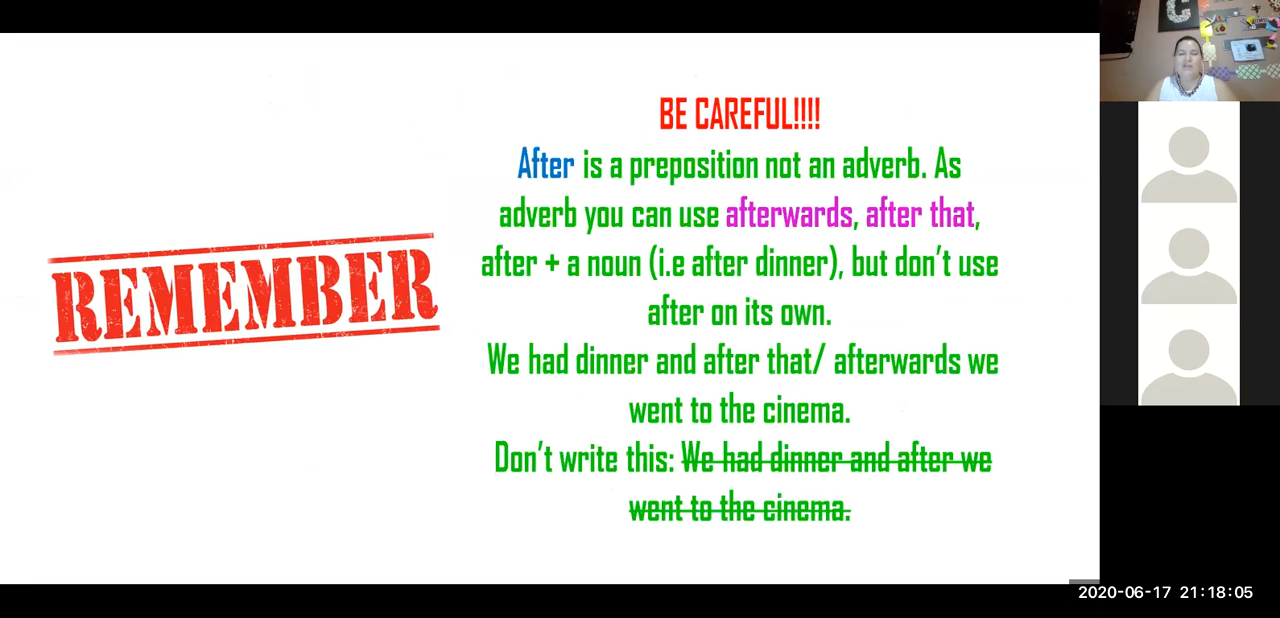 REMEMBER
BE CAREFUL!!!!
After is a preposition not an adverb. As
adverb you can use afterwards, after that,
after + a noun (i.e after dinner), but don't use
after on its own.
We had dinner and after that/ afterwards we
went to the cinema.
Don't write this: We had dinner and after we
went to the cinema.
C
2020-06-17 21:18:05